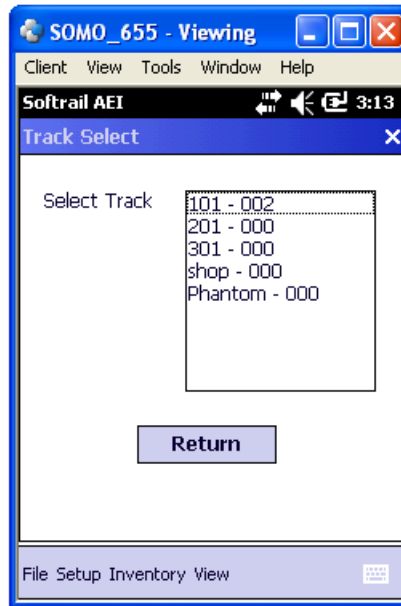 SOMO_655 - Viewing
Client View Tools Window Help
Softrail AEI 3:13
Track Select
Select Track
101 - 002
201 - 000
301 - 000
shop - 000
Phantom - 000
Return
File Setup Inventory View